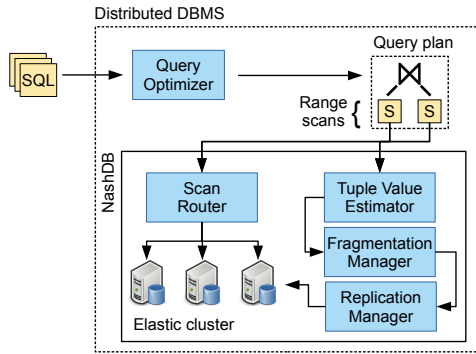 Distributed DBMS
SQL
Query
Optimizer
Query plan
Range
scans
S
S
NashDB
Scan
Router
Tuple Value
Estimator
Fragmentation
Manager
Replication
Manager
Elastic cluster